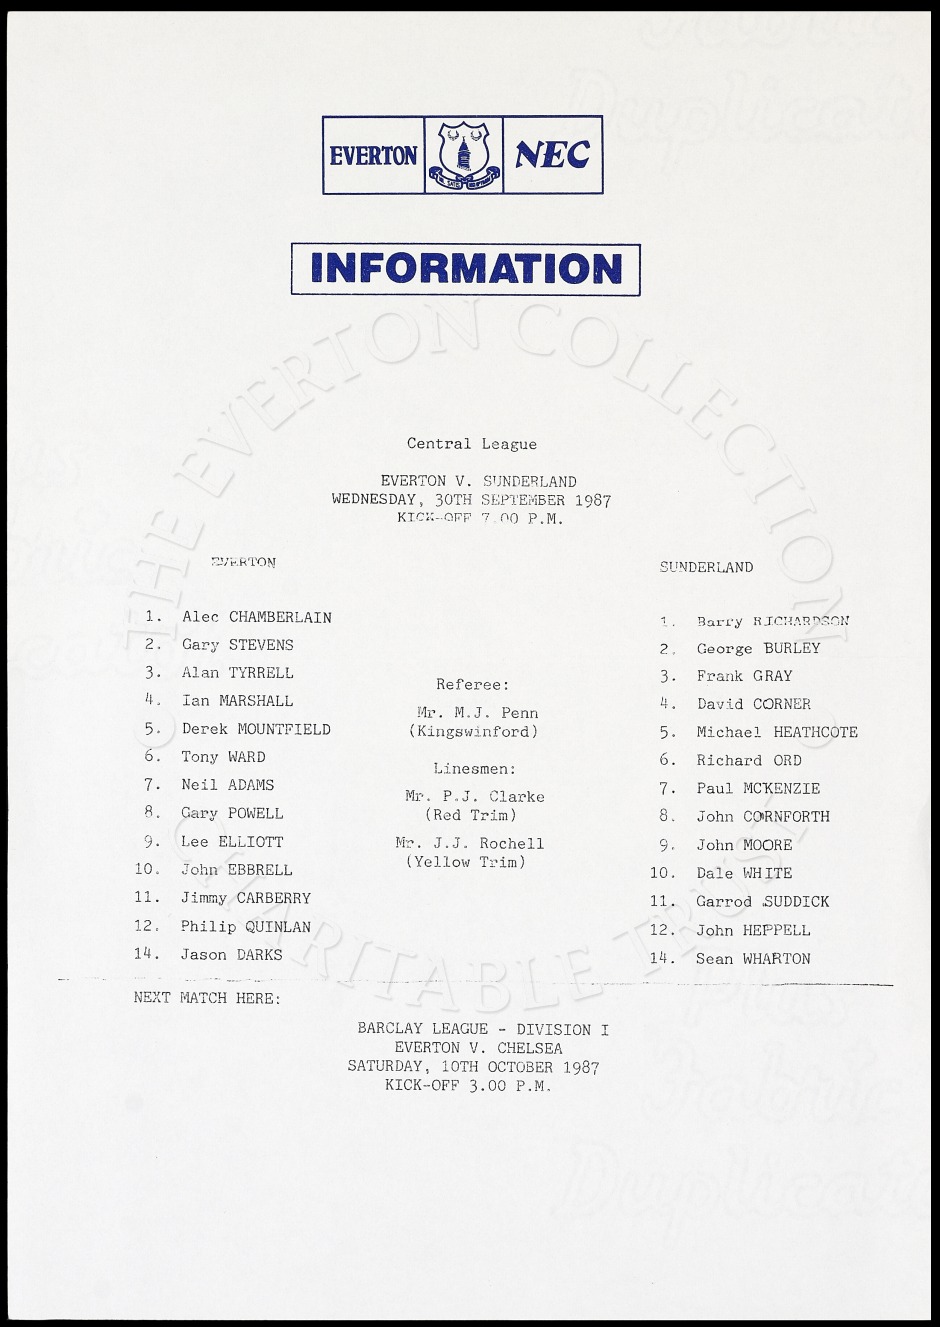 EVERTON
NEC
INFORMATION
THE EVERTON COLLECTION
CHARITABLE TRUST
Central League
EVERTON V. SUNDERLAND
WEDNESDAY, 30TH SEPTEMBER 1987
KICK-OFF 7.00 P.M.
EVERTON
1. Alec CHAMBERLAIN
2. Gary STEVENS
3. Alan TYRRELL
4. Ian MARSHALL
5. Derek MOUNTFIELD
6. Tony WARD
7. Neil ADAMS
8. Gary POWELL
9. Lee ELLIOTT
10. John EBBRELL
11. Jimmy CARBERRY
12. Philip QUINLAN
14. Jason DARKS
Referee:
Mr. M.J. Penn
(Kingswinford)
Linesmen:
Mr. P.J. Clarke
(Red Trim)
Mr. J.J. Rochell
(Yellow Trim)
SUNDERLAND
1. Barry RICHARDSON
2. George BURLEY
3. Frank GRAY
4. David CORNER
5. Michael HEATHCOTE
6. Richard ORD
7. Paul MCKENZIE
8. John CORNFORTH
9. John MOORE
10. Dale WHITE
11. Garrod SUDDICK
12. John HEPPELL
14. Sean WHARTON
NEXT MATCH HERE:
BARCLAY LEAGUE - DIVISION I
EVERTON V. CHELSEA
SATURDAY, 10TH OCTOBER 1987
KICK-OFF 3.00 P.M.